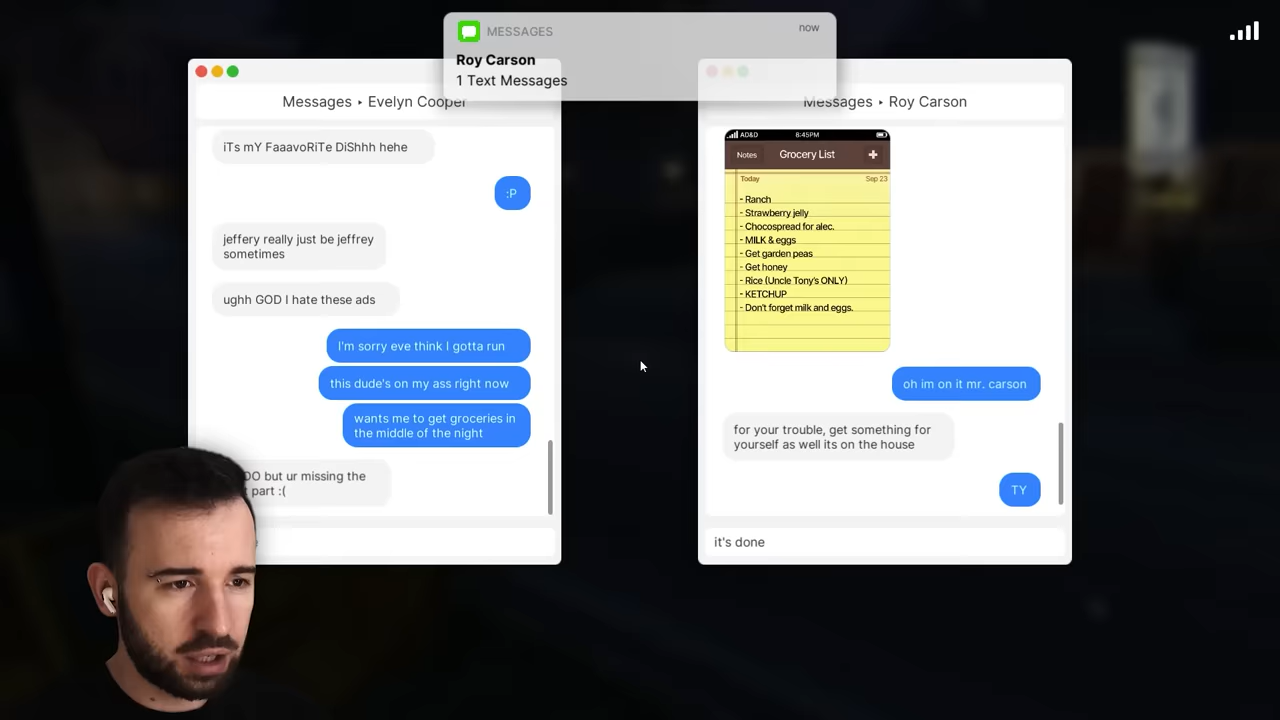 MESSAGES
now
Roy Carson
1 Text Messages
Messages ‣ Evelyn Cooper
iTs mY FaaavoRiTe DiShhh hehe
:P
jeffery really just be jeffrey
sometimes
ughh GOD I hate these ads
I'm sorry eve think I gotta run
this dude's on my ass right now
wants me to get groceries in
the middle of the night
but ur missing the
part :(
Messages ‣ Roy Carson
AD&D
8:45PM
Notes
Grocery List
+
Today
Sep 23
- Ranch
- Strawberry jelly
- Chocospread for alec.
- MILK & eggs
- Get garden peas
- Get honey
- Rice (Uncle Tony's ONLY)
- KETCHUP
- Don't forget milk and eggs.
oh im on it mr. carson
for your trouble, get something for
yourself as well its on the house
TY
it's done